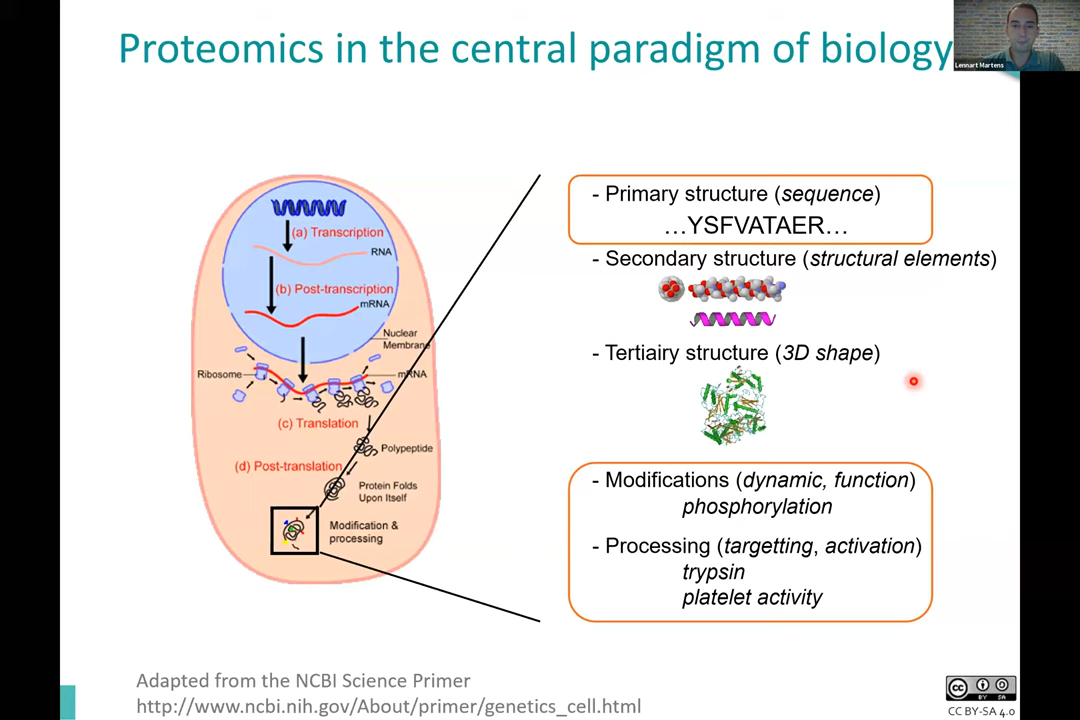 Proteomics in the central paradigm of biology
Lennart Martens
(a) Transcription
RNA
(b) Post-transcription
mRNA
Nuclear
Membrane
Ribosome
mRNA
(c) Translation
Polypeptide
(d) Post-translation
Protein Folds
Upon Itself
Modification &
processing
- Primary structure (sequence)
…YSFVATAER…
- Secondary structure (structural elements)
- Tertiairy structure (3D shape)
- Modifications (dynamic, function)
phosphorylation
- Processing (targetting, activation)
trypsin
platelet activity
Adapted from the NCBI Science Primer
http://www.ncbi.nih.gov/About/primer/genetics_cell.html
cc
BY SA
CC BY-SA 4.0